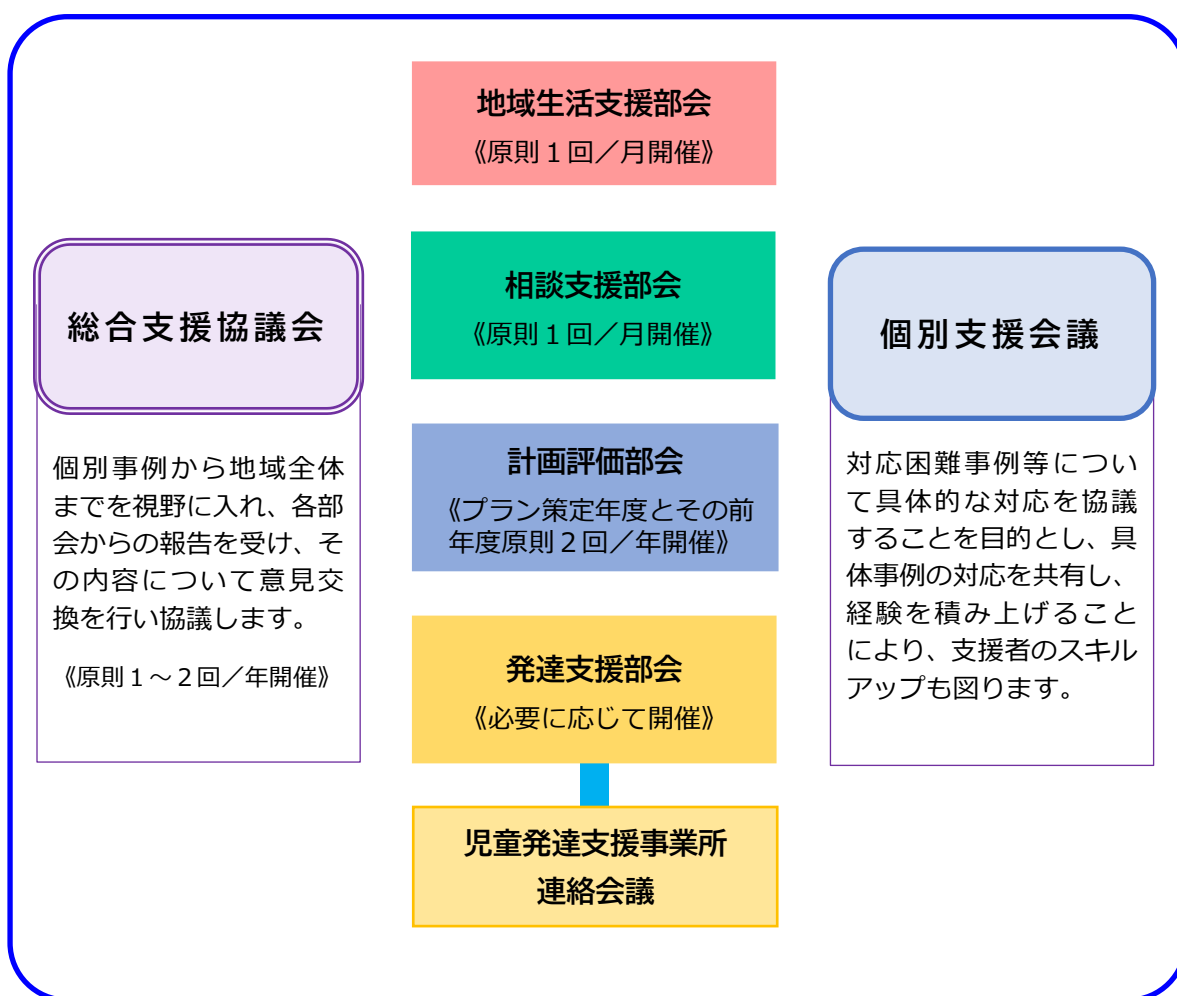 総合支援協議会
個別事例から地域全体
までを視野に入れ、各部
会からの報告を受け、そ
の内容について意見交
換を行い協議します。
《原則１～２回／年開催》
地域生活支援部会
《原則１回／月開催》
相談支援部会
《原則１回／月開催》
計画評価部会
《プラン策定年度とその前
年度原則２回／年開催》
発達支援部会
《必要に応じて開催》
児童発達支援事業所
連絡会議
個別支援会議
対応困難事例等につい
て具体的な対応を協議
することを目的とし、具
体事例の対応を共有し、
経験を積み上げること
により、支援者のスキル
アップも図ります。